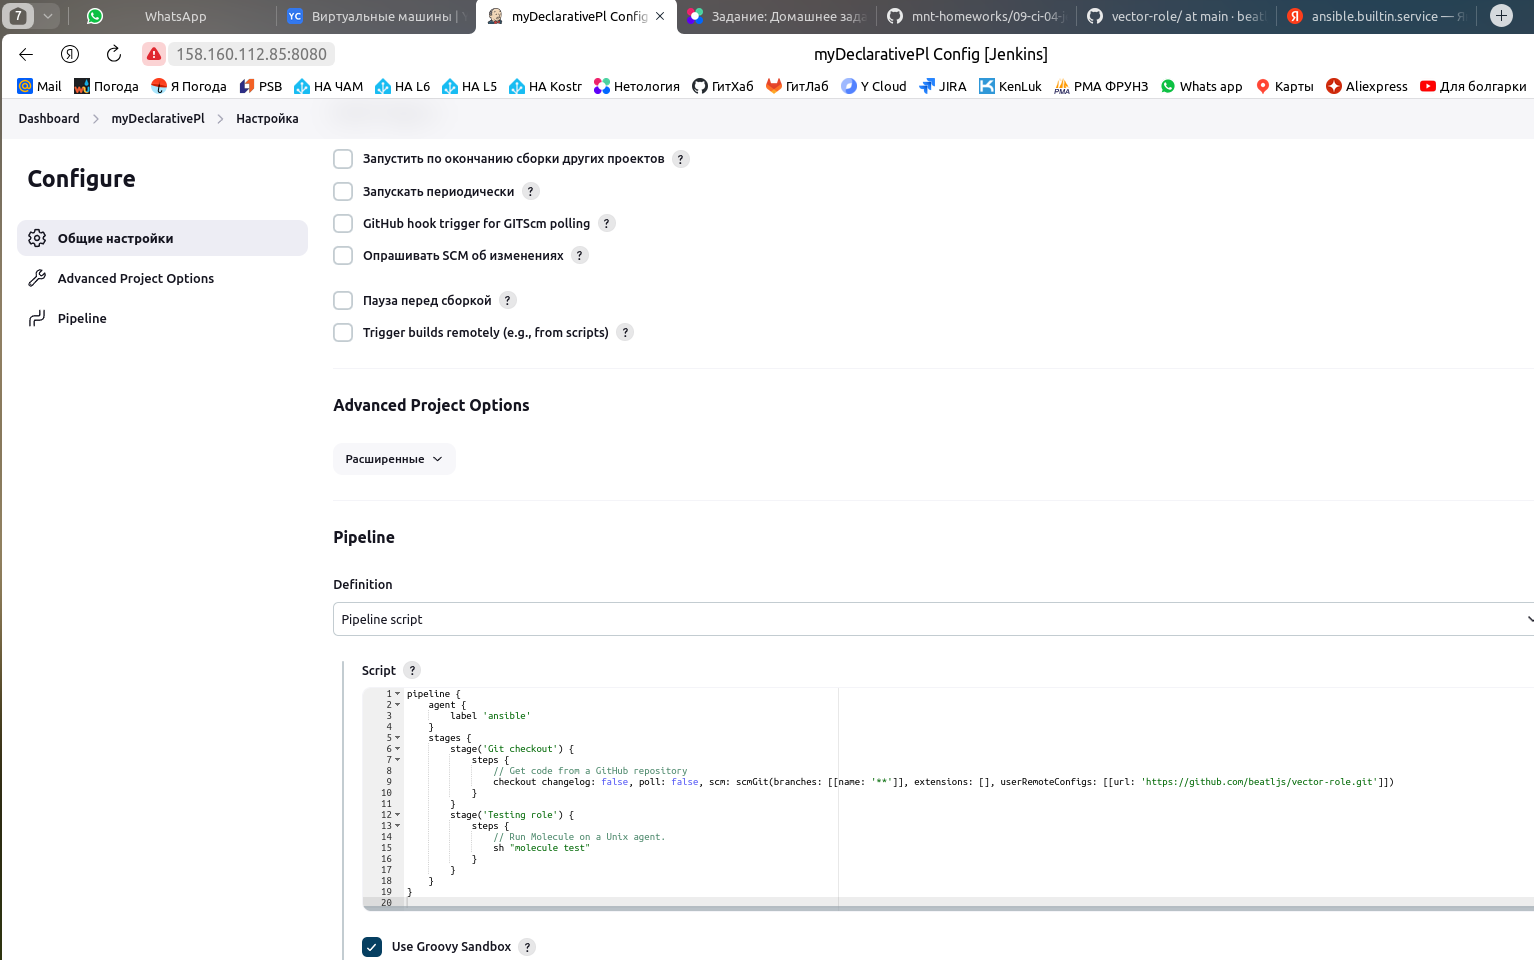 7
WhatsApp
YC Виртуальные машины |
myDeclarativePl Config
Задание: Домашнее зада
mnt-homeworks/09-ci-04-j
vector-role/ at main · beatl
Я ansible.builtin.service —
Я 158.160.112.85:8080
myDeclarativePl Config [Jenkins]
@ Mail
Погода
Я Погода
PSB
НА ЧАМ
НА L6
НА L5
НА Kostr
Нетология
ГитХаб
ГитЛаб
Y Cloud
JIRA
KenLuk
PMA РМА ФРУНЗ
Whats app
Карты
Aliexpress
Для болгарки
Dashboard
myDeclarativePl
Настройка
Configure
Общие настройки
Advanced Project Options
Pipeline
Запустить по окончанию сборки других проектов ?
Запускать периодически ?
GitHub hook trigger for GITScm polling ?
Опрашивать SCM об изменениях ?
Пауза перед сборкой ?
Trigger builds remotely (e.g., from scripts) ?
Advanced Project Options
Расширенные
Pipeline
Definition
Pipeline script
Script ?
1 pipeline {
2 agent {
3 label 'ansible'
4 }
5 stages {
6 stage('Git checkout') {
7 steps {
8 // Get code from a GitHub repository
9 checkout changelog: false, poll: false, scm: scmGit(branches: [[name: '**']], extensions: [], userRemoteConfigs: [[url: 'https://github.com/beatljs/vector-role.git']])
10 }
11 }
12 stage('Testing role') {
13 steps {
14 // Run Molecule on a Unix agent.
15 sh "molecule test"
16 }
17 }
18 }
19 }
20
Use Groovy Sandbox ?